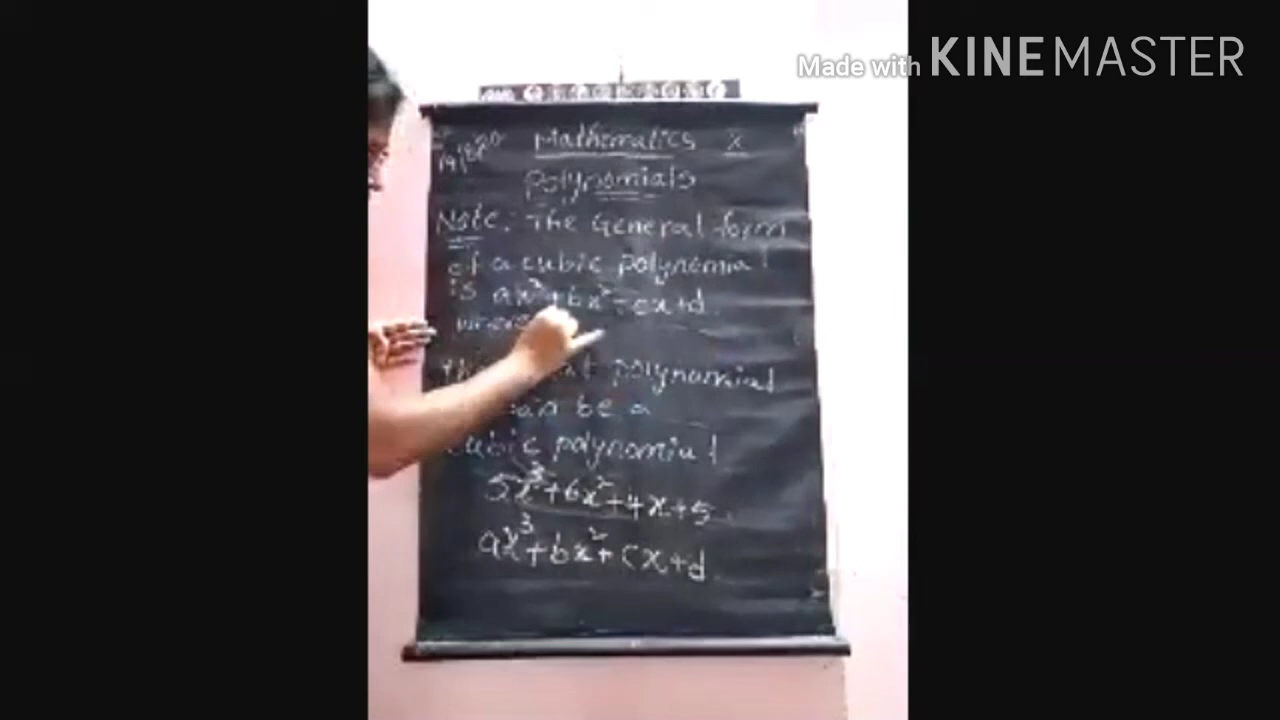 Made with KINEMASTER
Mathematics X
Polynomials
Note: The General form
of a cubic polynomial
is ax³+bx²+cx+d.
polynomial
be a
cubic polynomial
5x³+6x²+4x+5
ax³+bx²+cx+d